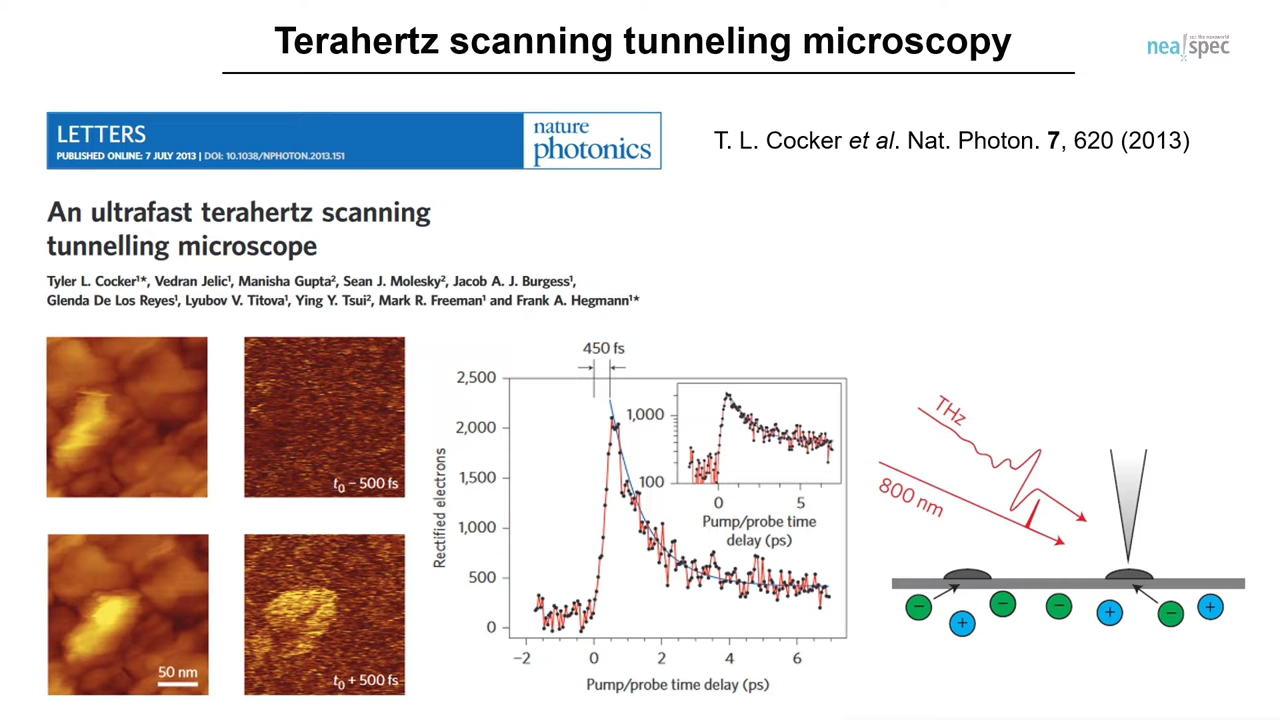 Terahertz scanning tunneling microscopy
nea spec
LETTERS
PUBLISHED ONLINE: 7 JULY 2013 | DOI: 10.1038/NPHOTON.2013.151
nature
photonics
T. L. Cocker et al. Nat. Photon. 7, 620 (2013)
An ultrafast terahertz scanning
tunnelling microscope
Tyler L. Cocker¹*, Vedran Jelic¹, Manisha Gupta², Sean J. Molesky², Jacob A. J. Burgess¹,
Glenda De Los Reyes¹, Lyubov V. Titova¹, Ying Y. Tsui², Mark R. Freeman¹ and Frank A. Hegmann¹*
t₀ − 500 fs
50 nm
t₀ + 500 fs
450 fs
2,500
2,000
1,500
1,000
500
0
Rectified electrons
−2 0 2 4 6
Pump/probe time delay (ps)
1,000
100
0 5
Pump/probe time
delay (ps)
THz
800 nm
− + − − + − +